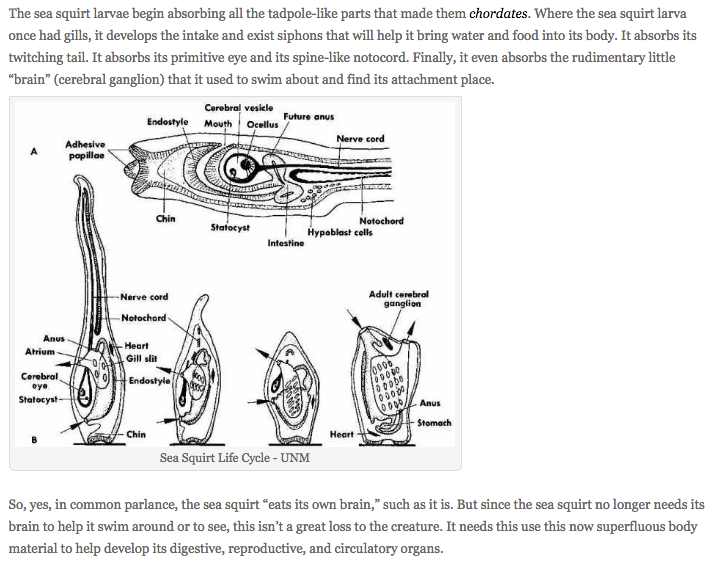 The sea squirt larvae begin absorbing all the tadpole-like parts that made them chordates. Where the sea squirt larva
once had gills, it develops the intake and exist siphons that will help it bring water and food into its body. It absorbs its
twitching tail. It absorbs its primitive eye and its spine-like notocord. Finally, it even absorbs the rudimentary little
“brain” (cerebral ganglion) that it used to swim about and find its attachment place.
Cerebral vesicle
Endostyle Mouth Ocellus Future anus
Nerve cord
A
Adhesive
papillae
Chin
Statocyst
Intestine
Hypoblast cells
Notochord
Nerve cord
Notochord
Anus
Atrium
Heart
Gill slit
Cerebral
eye
Endostyle
Statocyst
B
Chin
Adult cerebral
ganglion
Anus
Stomach
Heart
Sea Squirt Life Cycle - UNM
So, yes, in common parlance, the sea squirt “eats its own brain,” such as it is. But since the sea squirt no longer needs its
brain to help it swim around or to see, this isn’t a great loss to the creature. It needs this use this now superfluous body
material to help develop its digestive, reproductive, and circulatory organs.